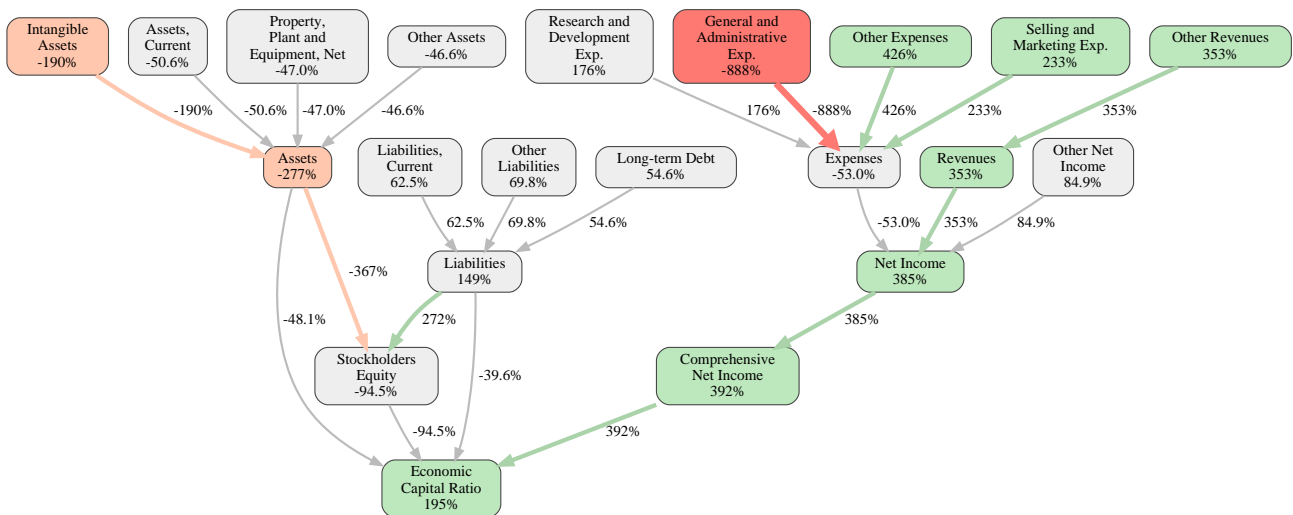 Intangible
Assets
-190%
Assets,
Current
-50.6%
Property,
Plant and
Equipment, Net
-47.0%
Other Assets
-46.6%
Research and
Development
Exp.
176%
General and
Administrative
Exp.
-888%
Other Expenses
426%
Selling and
Marketing Exp.
233%
Other Revenues
353%
-190%
-50.6%
-47.0%
-46.6%
176%
-888%
426%
233%
353%
Assets
-277%
Liabilities,
Current
62.5%
Other
Liabilities
69.8%
Long-term Debt
54.6%
Expenses
-53.0%
Revenues
353%
Other Net
Income
84.9%
62.5%
69.8%
54.6%
-53.0%
353%
84.9%
-367%
Liabilities
149%
Net Income
385%
-48.1%
272%
385%
Stockholders
Equity
-94.5%
-39.6%
Comprehensive
Net Income
392%
-94.5%
392%
Economic
Capital Ratio
195%